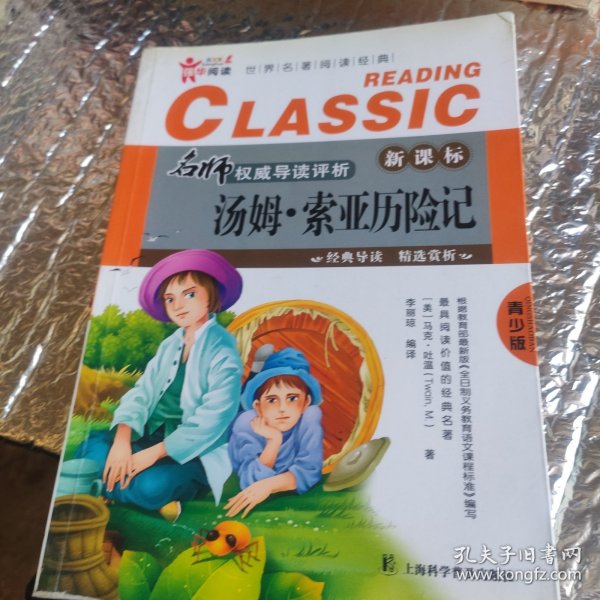 阅读
世界名著阅读经典
READING
CLASSIC
名师权威导读评析
新课标
汤姆·索亚历险记
经典导读 精选赏析
青少版
根据教育部最新版《全日制义务教育语文课程标准》编写
最具阅读价值的经典名著
[美]马克·吐温(Twain, M.) 著
李丽琼 编译
上海科学普及
孔夫子旧书网
www.kongfz.com